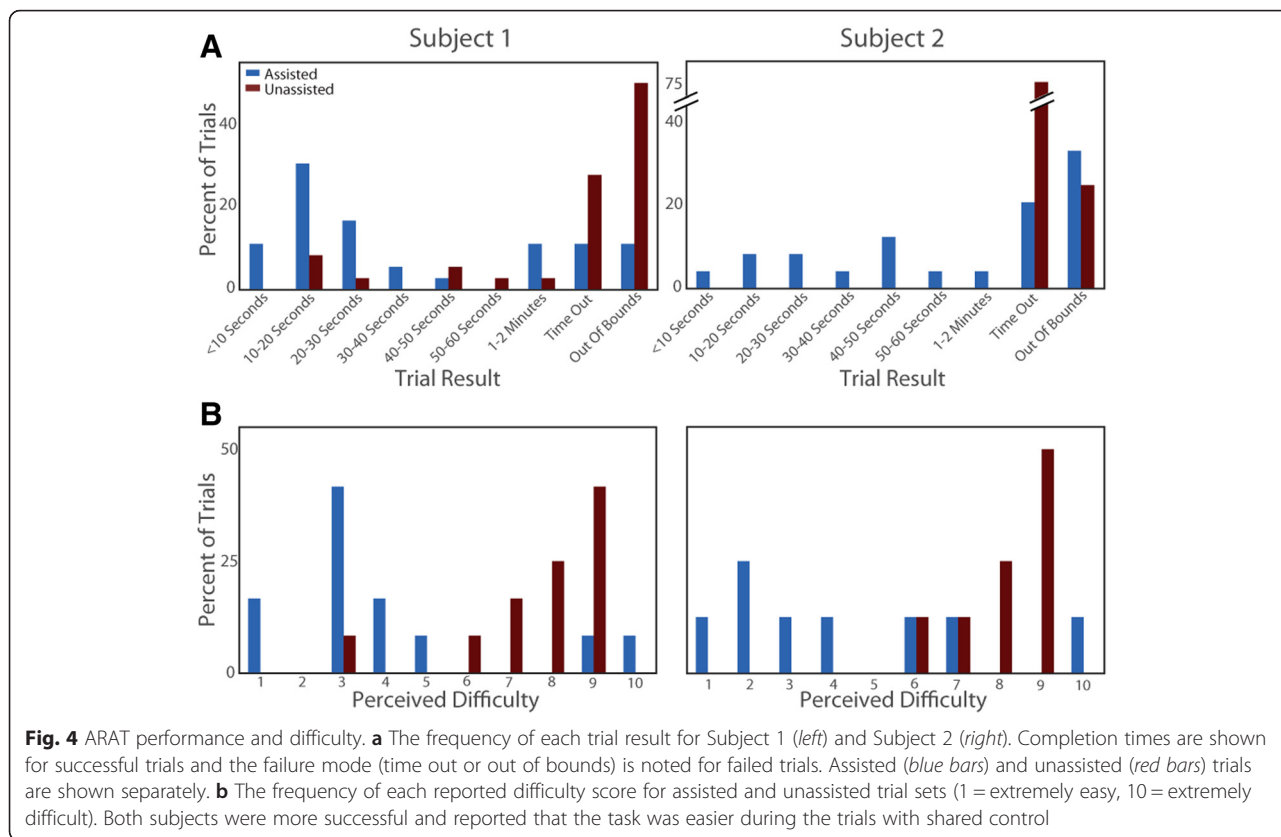 A
Subject 1
Subject 2
Assisted
Unassisted
Percent of Trials
40
20
0
75
40
20
0
<10 Seconds
10-20 Seconds
20-30 Seconds
30-40 Seconds
40-50 Seconds
50-60 Seconds
1-2 Minutes
Time Out
Out Of Bounds
Trial Result
<10 Seconds
10-20 Seconds
20-30 Seconds
30-40 Seconds
40-50 Seconds
50-60 Seconds
1-2 Minutes
Time Out
Out Of Bounds
Trial Result
B
Percent of Trials
50
25
0
1 2 3 4 5 6 7 8 9 10
Perceived Difficulty
1 2 3 4 5 6 7 8 9 10
Perceived Difficulty
Fig. 4 ARAT performance and difficulty. a The frequency of each trial result for Subject 1 (left) and Subject 2 (right). Completion times are shown
for successful trials and the failure mode (time out or out of bounds) is noted for failed trials. Assisted (blue bars) and unassisted (red bars) trials
are shown separately. b The frequency of each reported difficulty score for assisted and unassisted trial sets (1 = extremely easy, 10 = extremely
difficult). Both subjects were more successful and reported that the task was easier during the trials with shared control